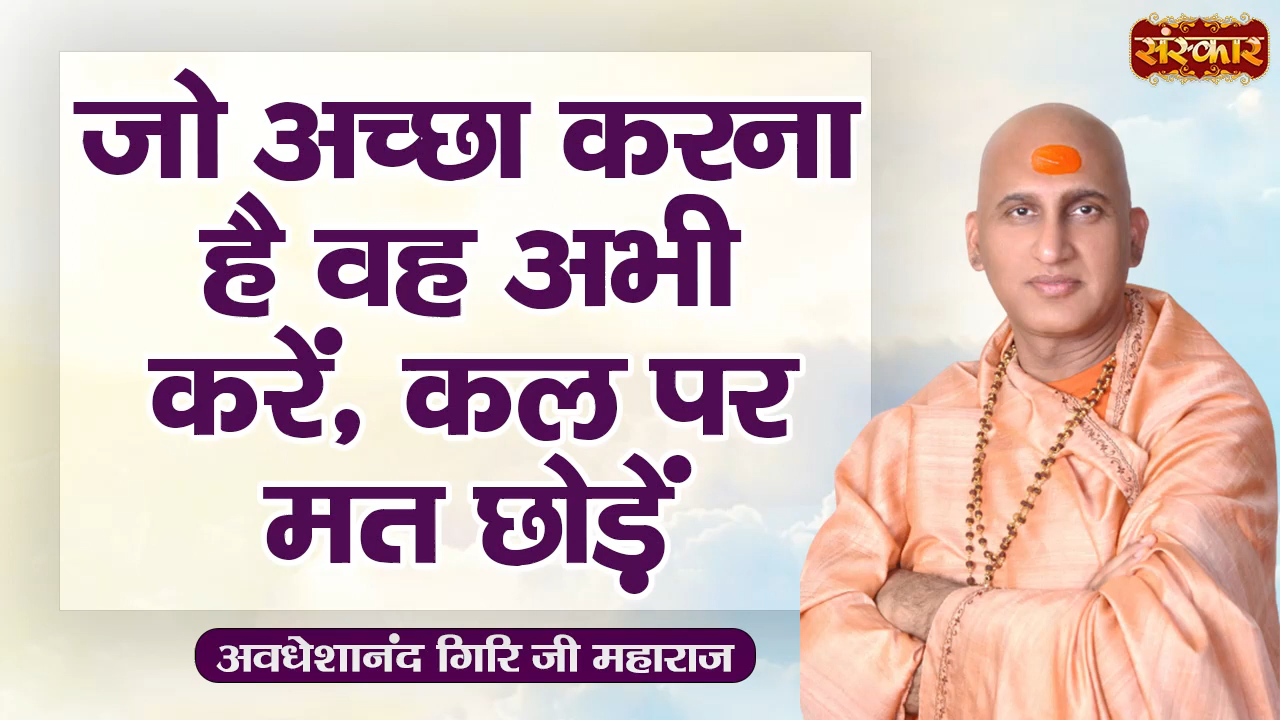 संस्कार
जो अच्छा करना
है वह अभी
करें, कल पर
मत छोड़ें
अवधेशानंद गिरि जी महाराज